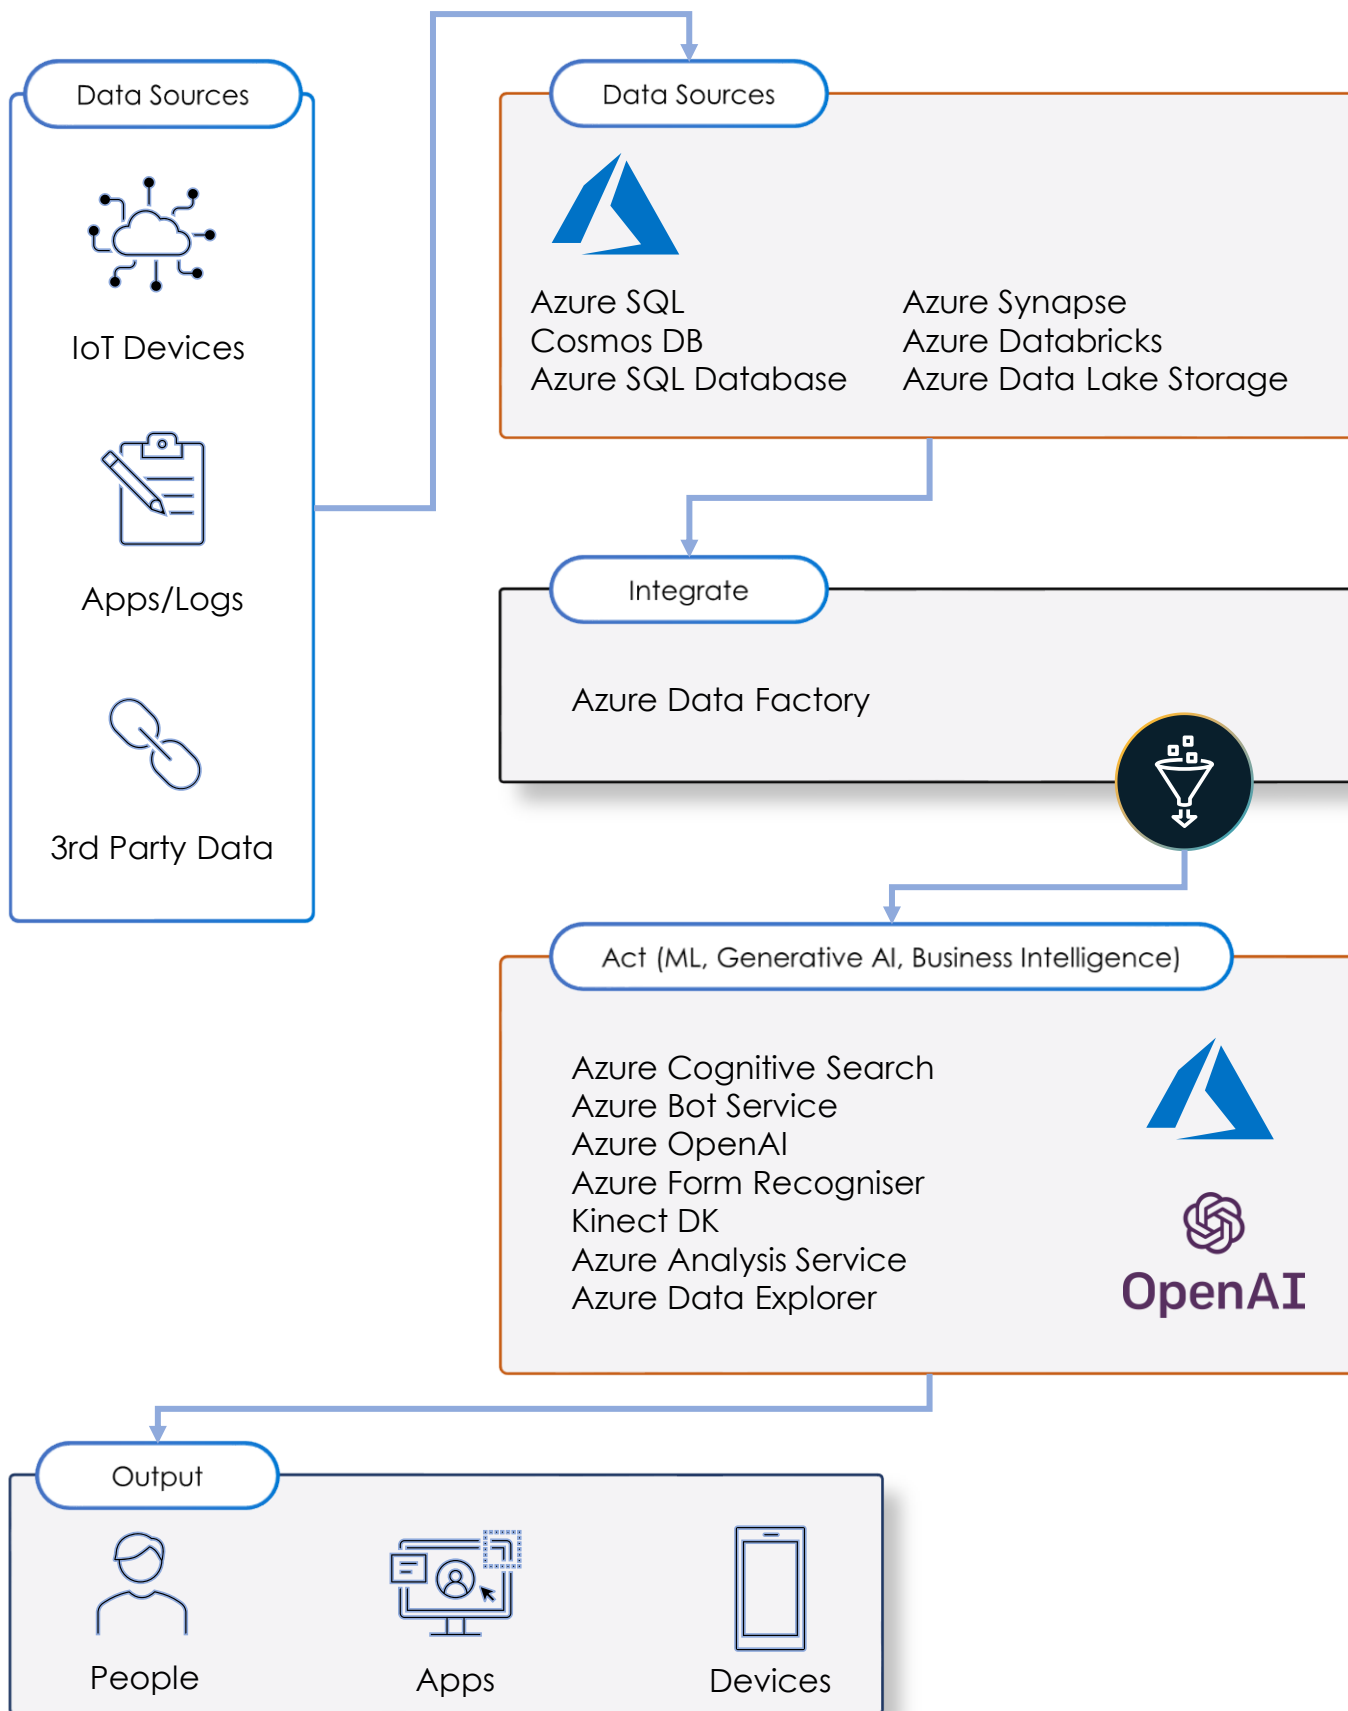 Data Sources
IoT Devices
Apps/Logs
3rd Party Data
Data Sources
Azure SQL
Cosmos DB
Azure SQL Database
Azure Synapse
Azure Databricks
Azure Data Lake Storage
Integrate
Azure Data Factory
Act (ML, Generative AI, Business Intelligence)
Azure Cognitive Search
Azure Bot Service
Azure OpenAI
Azure Form Recogniser
Kinect DK
Azure Analysis Service
Azure Data Explorer
OpenAI
Output
People
Apps
Devices